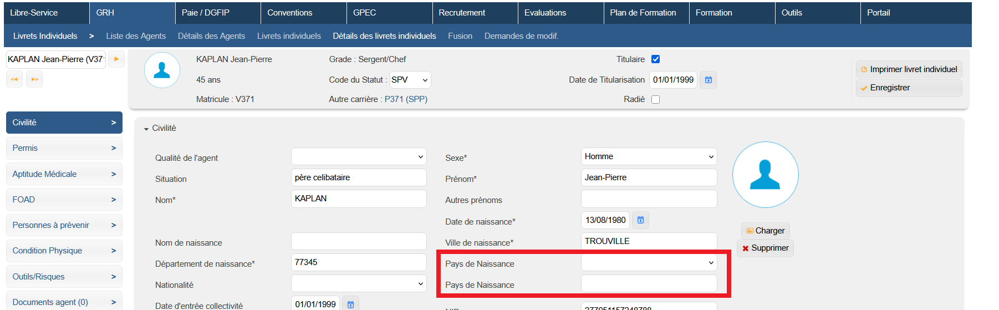 Libre-Service GRH Paie / DGFIP Conventions GPEC Recrutement Evaluations Plan de Formation Formation Outils Portail
Livrets Individuels > Liste des Agents Détails des Agents Livrets individuels Détails des livrets individuels Fusion Demandes de modif.
KAPLAN Jean-Pierre (V37
KAPLAN Jean-Pierre Grade : Sergent/Chef Titulaire
Imprimer livret individuel
45 ans Code du Statut : SPV Date de Titularisation 01/01/1999
Enregistrer
Matricule : V371 Autre carrière : P371 (SPP) Radié
Civilité >
Permis >
Aptitude Médicale >
FOAD >
Personnes à prévenir >
Condition Physique >
Outils/Risques >
Documents agent (0) >
Civilité
Qualité de l'agent Sexe* Homme
Situation père celibataire Prénom* Jean-Pierre
Nom* KAPLAN Autres prénoms
Date de naissance* 13/08/1980
Nom de naissance Ville de naissance* TROUVILLE
Département de naissance* 77345 Pays de Naissance
Nationalité Pays de Naissance
Date d'entrée collectivité 01/01/1999
Charger
Supprimer